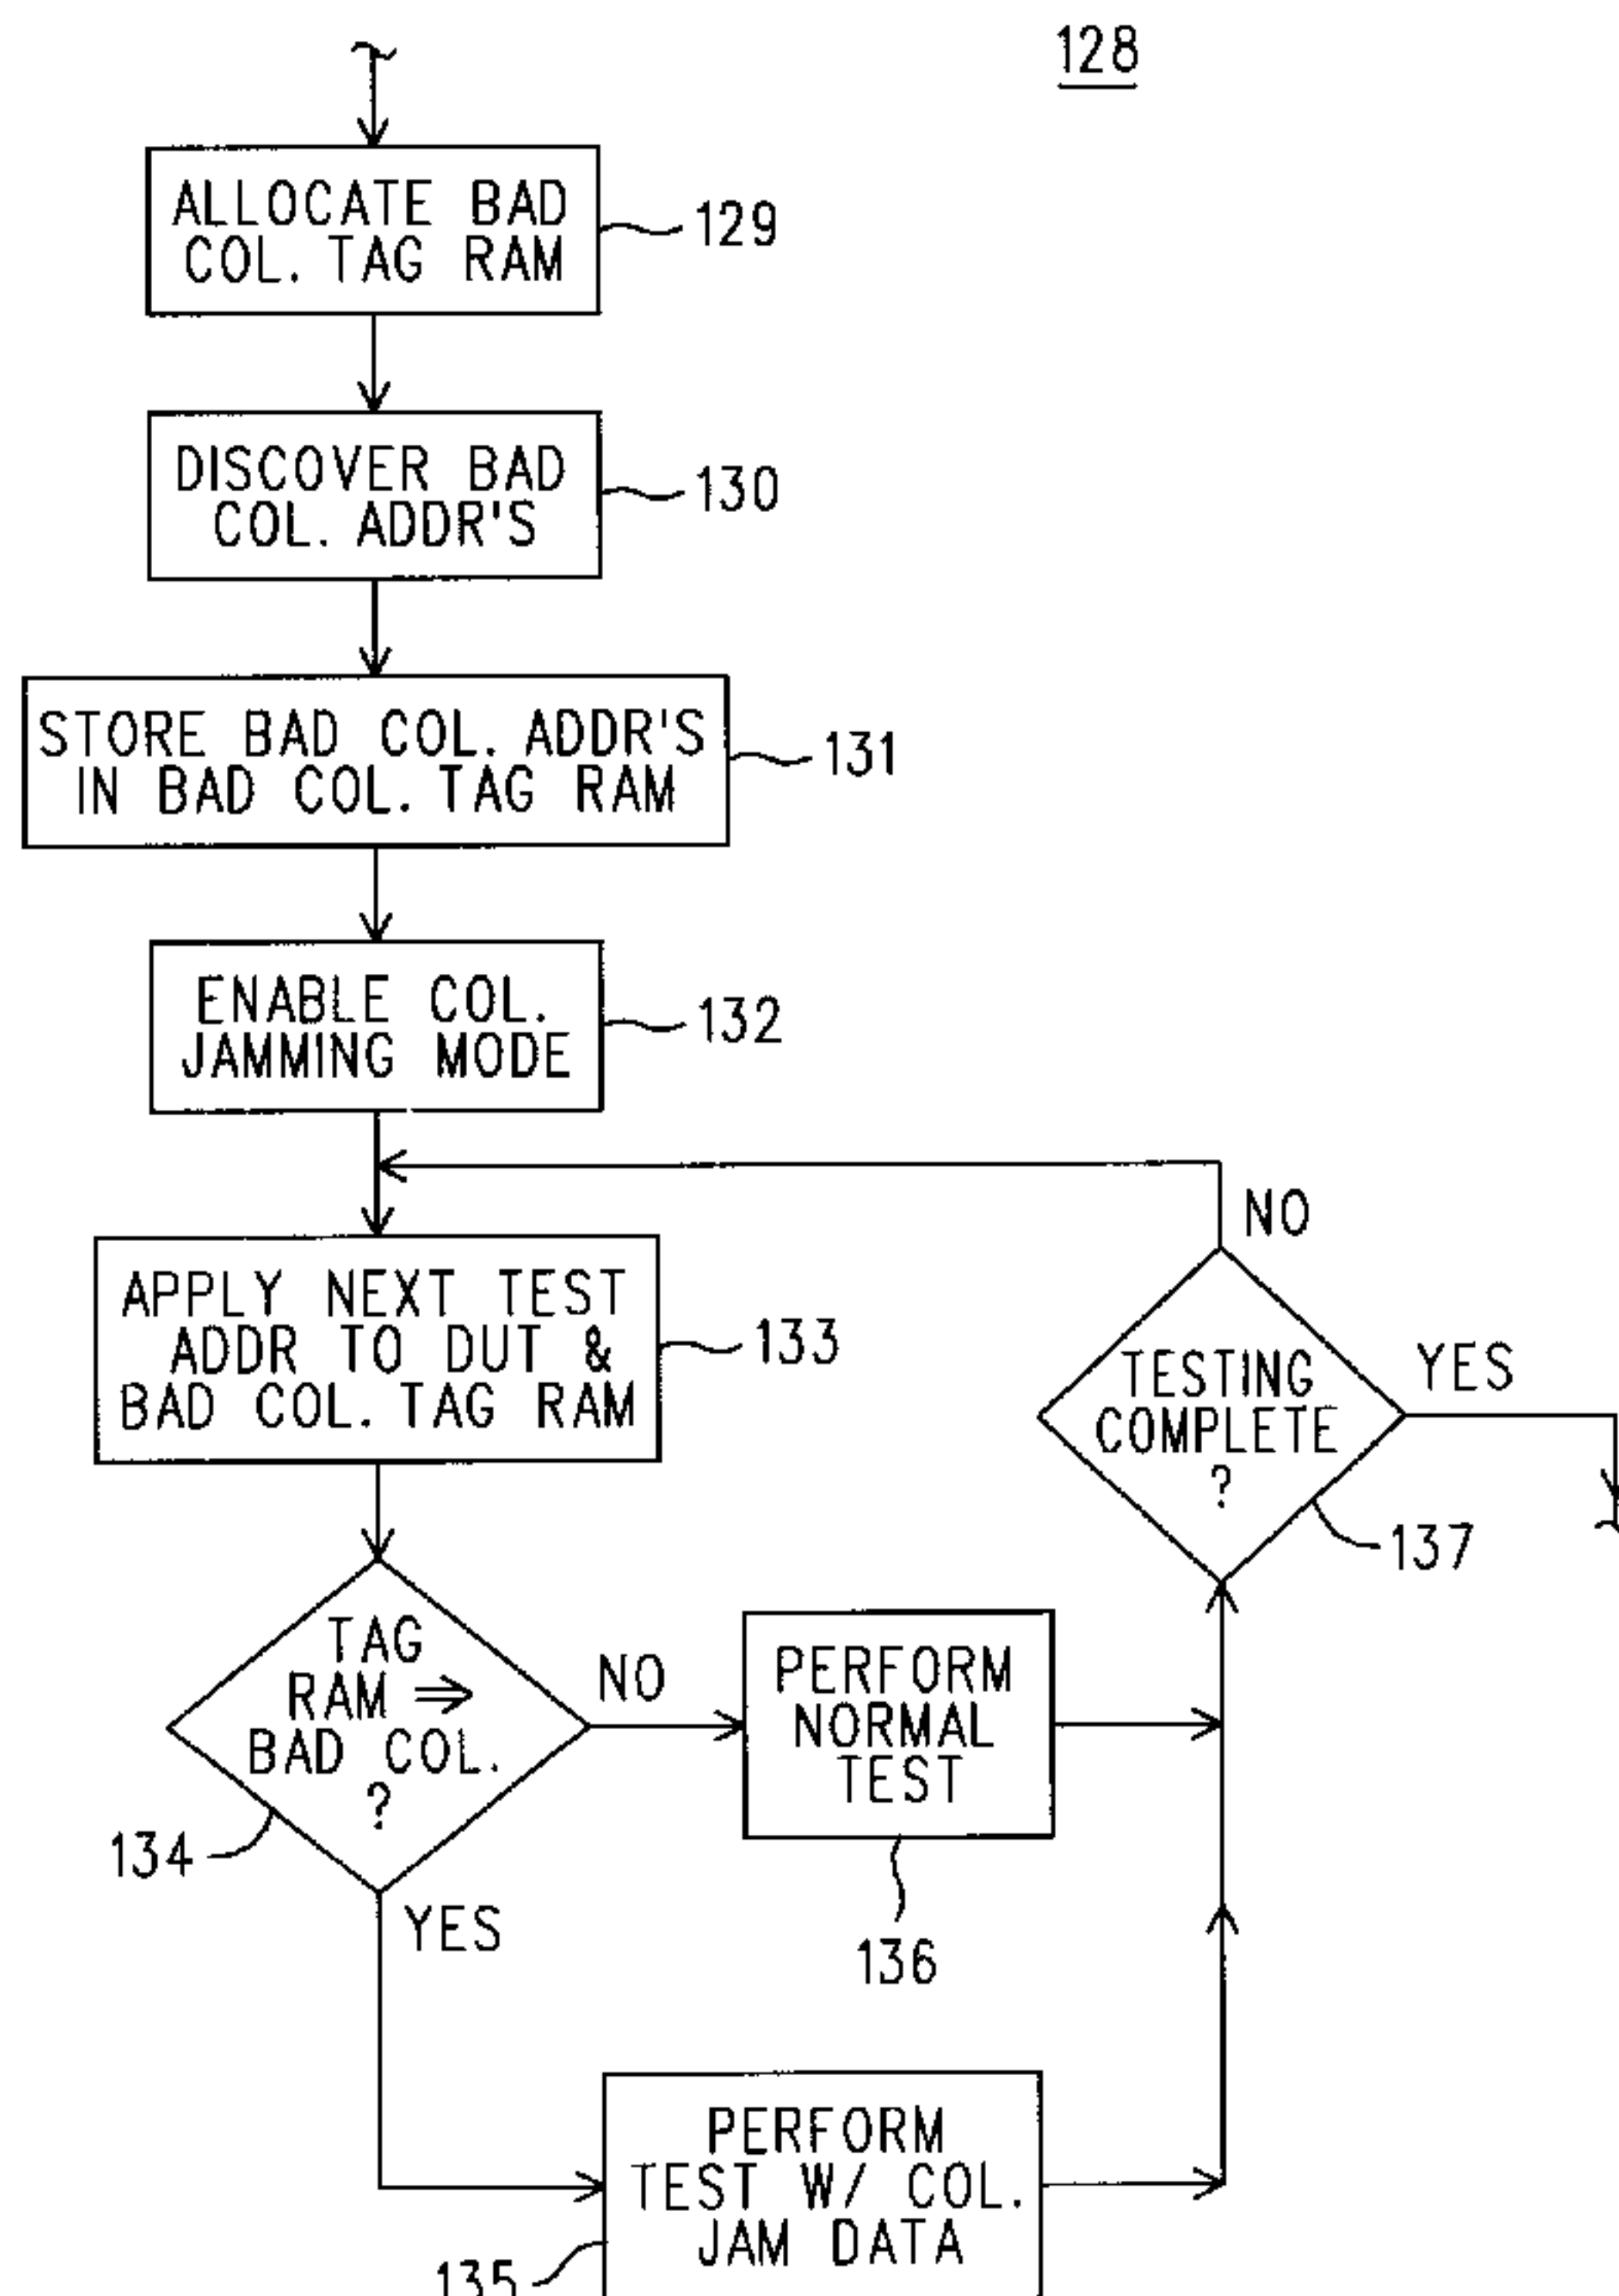 128
ALLOCATE BAD
COL. TAG RAM
129
DISCOVER BAD
COL. ADDR'S
130
STORE BAD COL. ADDR'S
IN BAD COL. TAG RAM
131
ENABLE COL.
JAMMING MODE
132
APPLY NEXT TEST
ADDR TO DUT &
BAD COL. TAG RAM
133
NO
TESTING
COMPLETE
?
YES
137
TAG
RAM ⇒
BAD COL.
?
134
NO
YES
PERFORM
NORMAL
TEST
136
PERFORM
TEST W/ COL.
JAM DATA
135